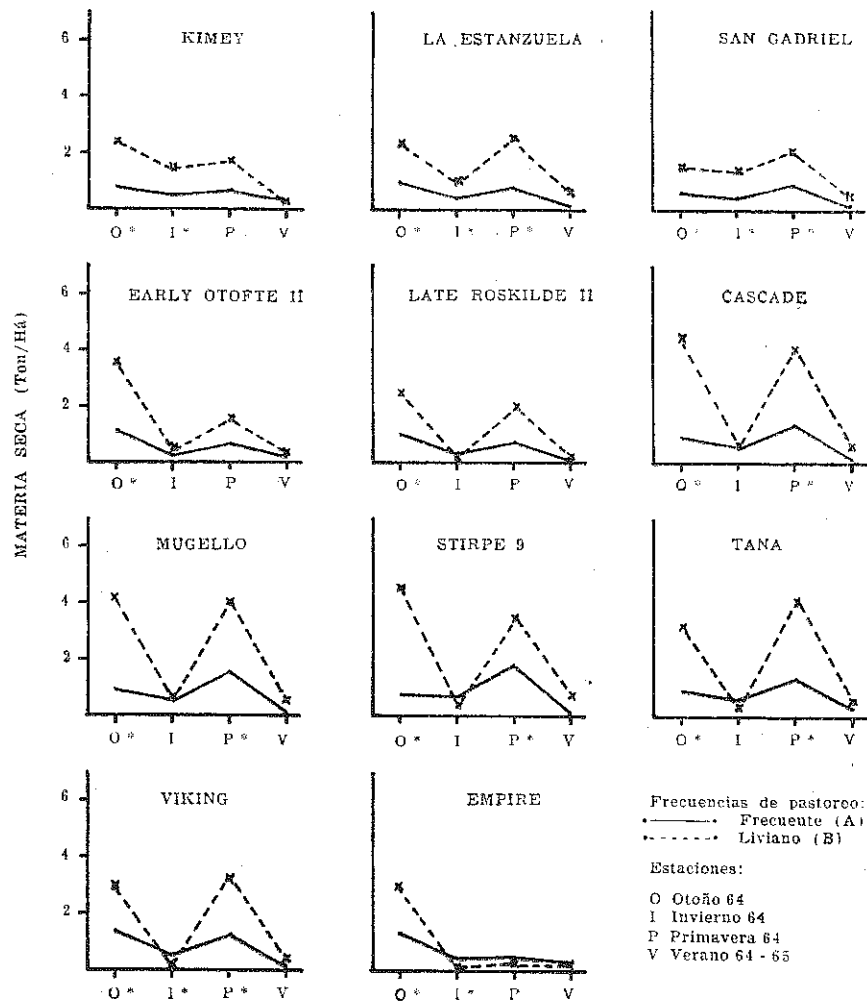 6 KIMEY LA ESTANZUELA SAN GADRIEL
4
2
O * I * P * V O * I * P * V O * I * P * V
MATERIA SECA (Ton/Há)
6 EARLY OTOFTE II LATE ROSKILDE II CASCADE
4
2
O * I P * V O * I P * V O * I P * V
6 MUGELLO STIRPE 9 TANA
4
2
O * I P * V O * I P * V O * I P * V
6 VIKING EMPIRE
4
2
O * I * P * V O * I * P V
Frecuencias de pastoreo:
Frecuente (A)
Liviano (B)
Estaciones:
O Otoño 64
I Invierno 64
P Primavera 64
V Verano 64 - 65